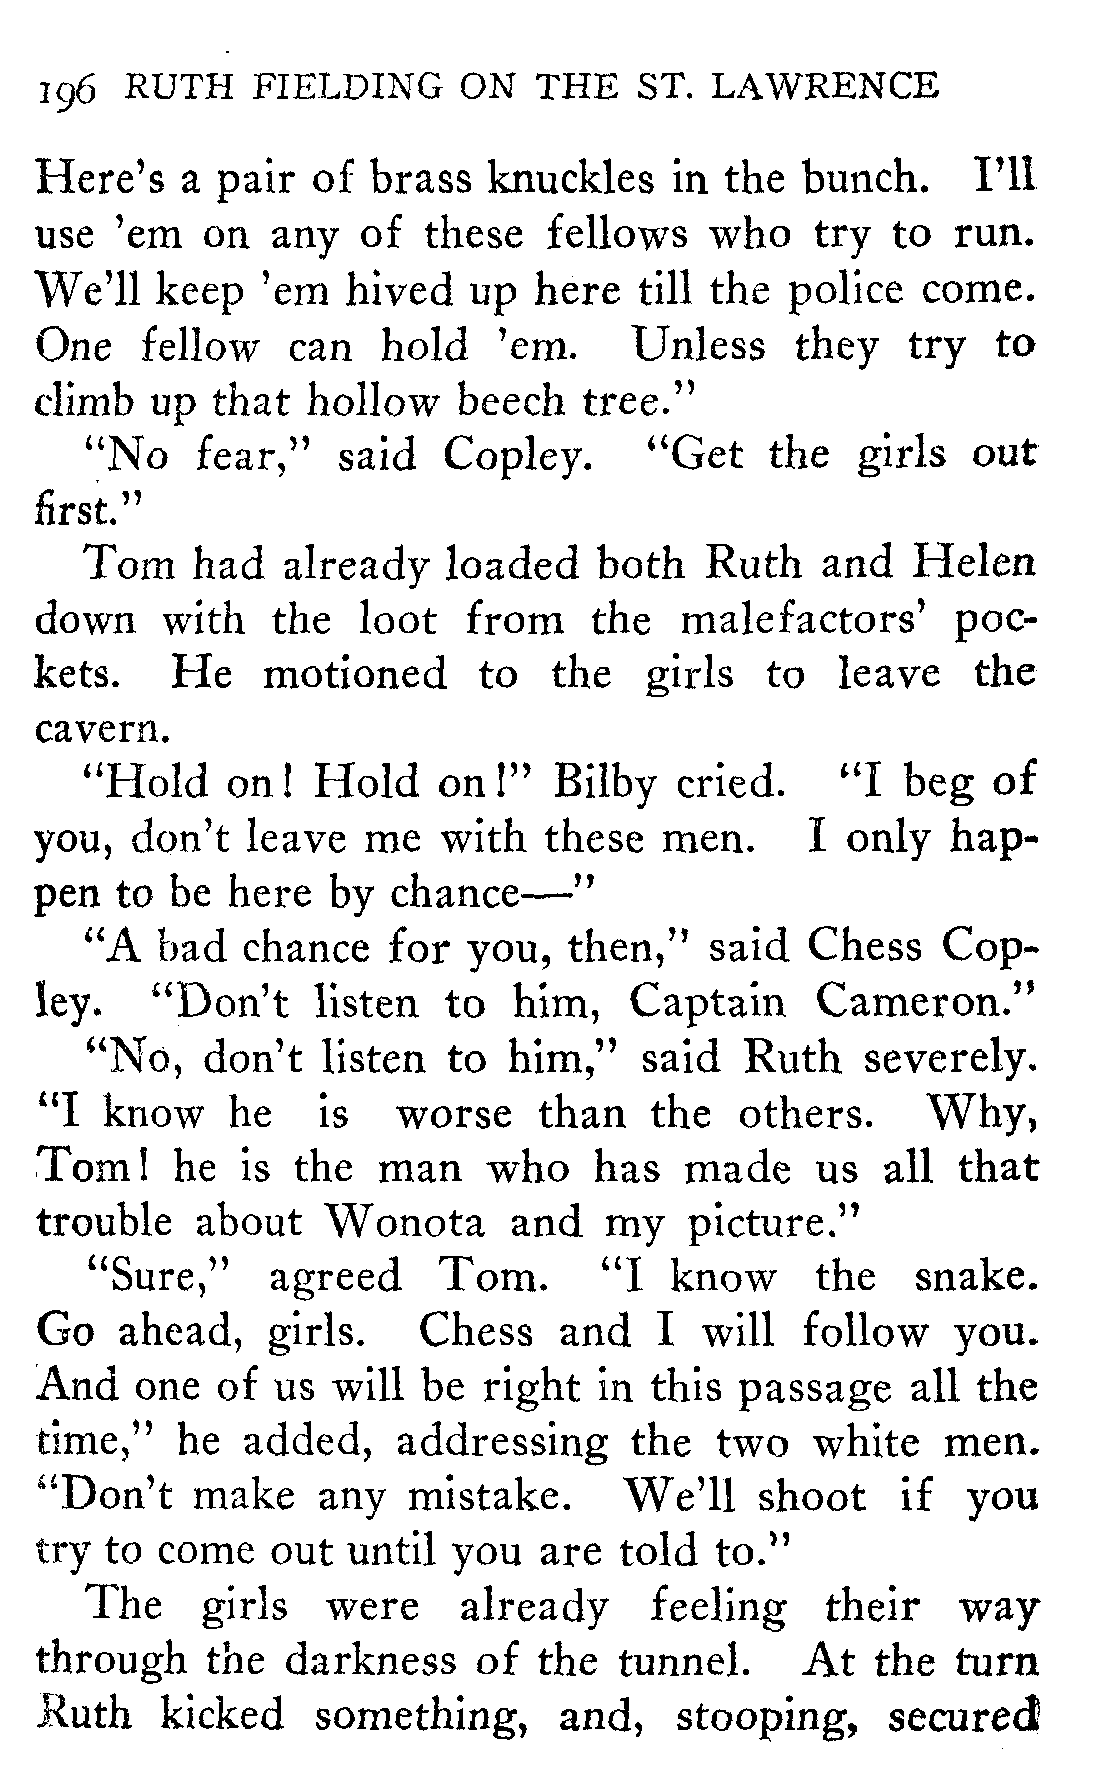 196 RUTH FIELDING ON THE ST. LAWRENCE
Here's a pair of brass knuckles in the bunch. I'll
use 'em on any of these fellows who try to run.
We'll keep 'em hived up here till the police come.
One fellow can hold 'em. Unless they try to
climb up that hollow beech tree."
"No fear," said Copley. "Get the girls out
first."
Tom had already loaded both Ruth and Helen
down with the loot from the malefactors' poc-
kets. He motioned to the girls to leave the
cavern.
"Hold on! Hold on!" Bilby cried. "I beg of
you, don't leave me with these men. I only hap-
pen to be here by chance—"
"A bad chance for you, then," said Chess Cop-
ley. "Don't listen to him, Captain Cameron."
"No, don't listen to him," said Ruth severely.
"I know he is worse than the others. Why,
Tom! he is the man who has made us all that
trouble about Wonota and my picture."
"Sure," agreed Tom. "I know the snake.
Go ahead, girls. Chess and I will follow you.
And one of us will be right in this passage all the
time," he added, addressing the two white men.
"Don't make any mistake. We'll shoot if you
try to come out until you are told to."
The girls were already feeling their way
through the darkness of the tunnel. At the turn
Ruth kicked something, and, stooping, secured